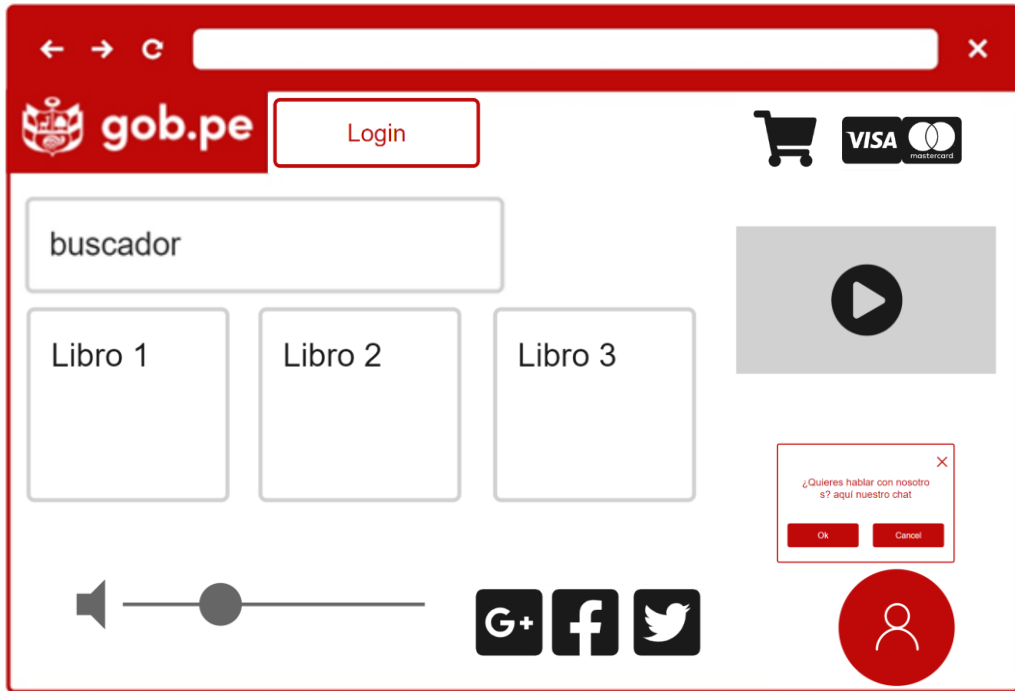 gob.pe
Login
VISA
mastercard
buscador
Libro 1
Libro 2
Libro 3
¿Quieres hablar con nosotro
s? aquí nuestro chat
Ok
Cancel
G+